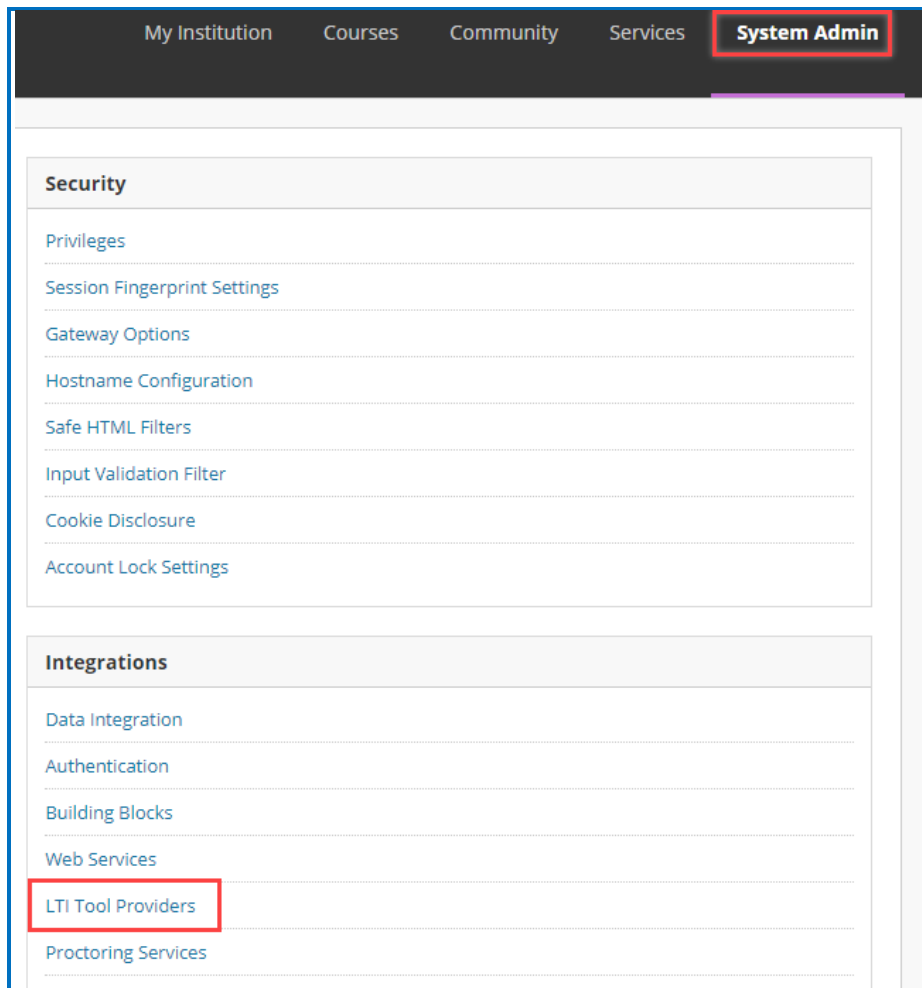 My Institution Courses Community Services System Admin
Security
Privileges
Session Fingerprint Settings
Gateway Options
Hostname Configuration
Safe HTML Filters
Input Validation Filter
Cookie Disclosure
Account Lock Settings
Integrations
Data Integration
Authentication
Building Blocks
Web Services
LTI Tool Providers
Proctoring Services